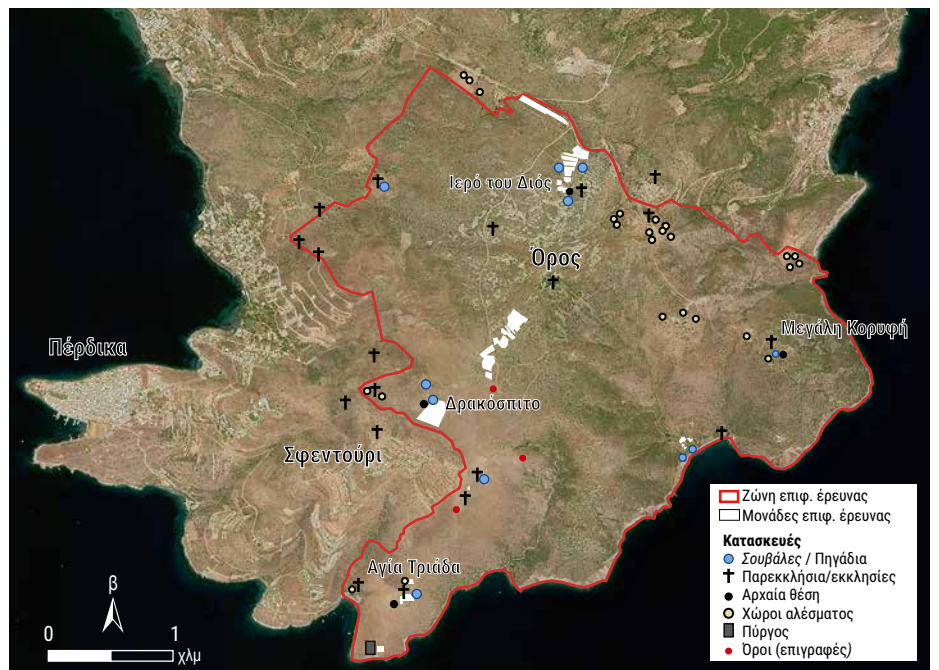 Ιερό του Διός
Όρος
Μεγάλη Κορυφή
Πέρδικα
Δρακόσπιτο
Σφεντούρι
Αγία Τριάδα
β
0 1
χλμ
Ζώνη επιφ. έρευνας
Μονάδες επιφ. έρευνας
Κατασκευές
Σουβάλες / Πηγάδια
Παρεκκλήσια/εκκλησίες
Αρχαία θέση
Χώροι αλέσματος
Πύργος
Όροι (επιγραφές)